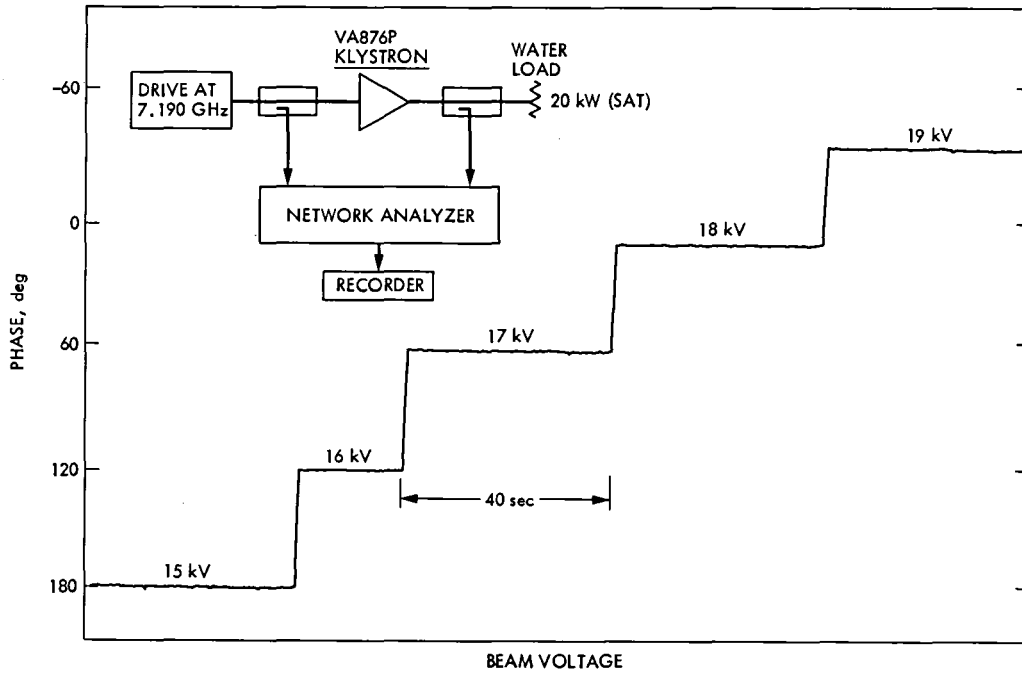 VA876P
KLYSTRON
WATER
LOAD
DRIVE AT
7.190 GHz
20 kW (SAT)
NETWORK ANALYZER
RECORDER
PHASE, deg
-60
0
60
120
180
15 kV
16 kV
17 kV
18 kV
19 kV
40 sec
BEAM VOLTAGE